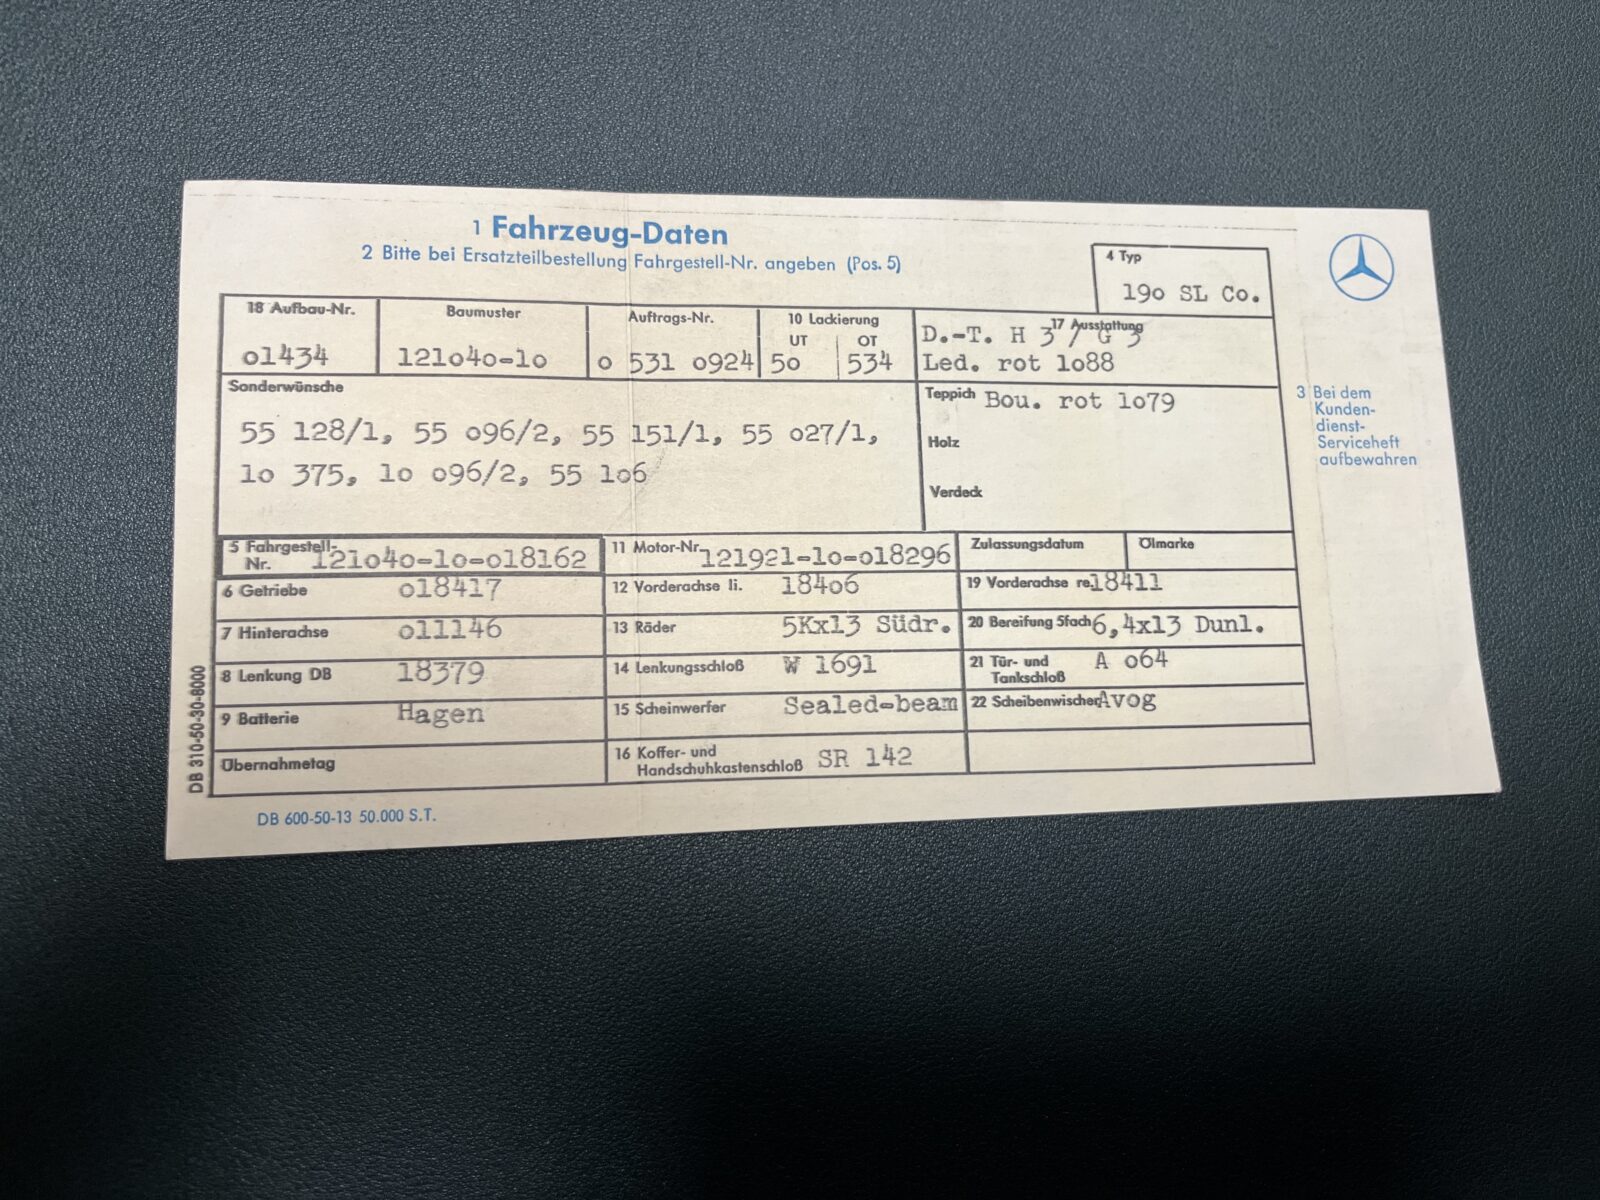 1 Fahrzeug-Daten
2 Bitte bei Ersatzteilbestellung Fahrgestell-Nr. angeben (Pos. 5)
4 Typ
190 SL Co.
18 Aufbau-Nr. Baumuster Auftrags-Nr. 10 Lackierung 17 Ausstattung
UT OT
o1434 121o4o-1o o 531 o924 5o 534
D.-T. H 3 / G 3
Led. rot 1o88
Sonderwünsche
55 128/1, 55 o96/2, 55 151/1, 55 o27/1,
1o 375, 1o o96/2, 55 1o6
Teppich Bou. rot 1o79
Holz
Verdeck
3 Bei dem
Kunden-
dienst-
Serviceheft
aufbewahren
5 Fahrgestell-
Nr. 121o4o-1o-o18162
11 Motor-Nr. 121921-1o-o18296
Zulassungsdatum Ölmarke
6 Getriebe o18417 12 Vorderachse li. 184o6 19 Vorderachse re. 18411
7 Hinterachse o11146 13 Räder 5Kx13 Südr. 20 Bereifung 5fach 6,4x13 Dunl.
8 Lenkung DB 18379 14 Lenkungsschloß W 1691 21 Tür- und
Tankschloß A o64
9 Batterie Hagen 15 Scheinwerfer Sealed-beam 22 Scheibenwischer Avog
Übernahmetag 16 Koffer- und
Handschuhkastenschloß SR 142
DB 310-50-30-8000
DB 600-50-13 50.000 S.T.